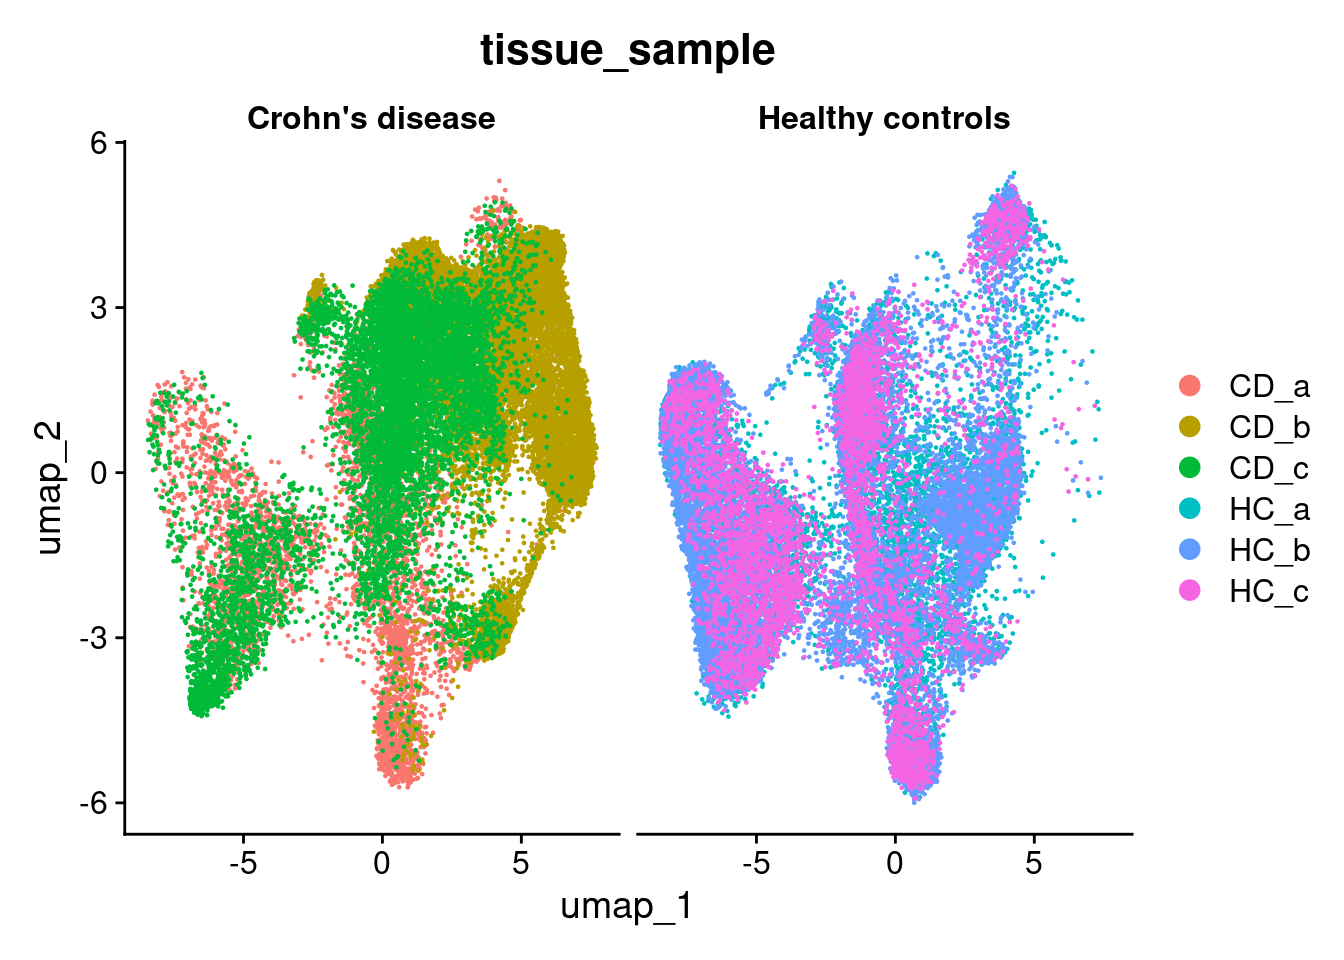 tissue_sample
Crohn's disease
Healthy controls
6
3
0
-3
-6
umap_2
-5
0
5
-5
0
5
umap_1
CD_a
CD_b
CD_c
HC_a
HC_b
HC_c